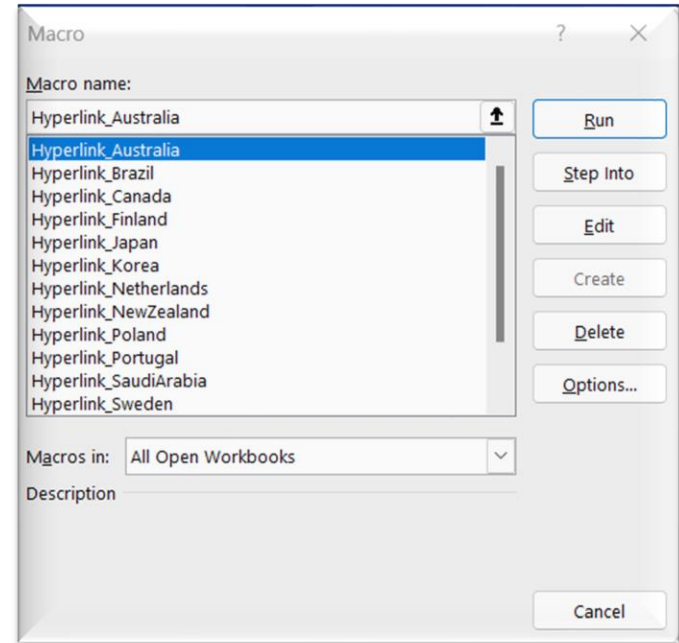 Macro
?
Macro name:
Hyperlink_Australia
Run
Hyperlink_Australia
Hyperlink_Brazil
Step Into
Hyperlink_Canada
Hyperlink_Finland
Edit
Hyperlink_Japan
Hyperlink_Korea
Create
Hyperlink_Netherlands
Hyperlink_NewZealand
Hyperlink_Poland
Delete
Hyperlink_Portugal
Hyperlink_SaudiArabia
Options...
Hyperlink_Sweden
Macros in: All Open Workbooks
Description
Cancel